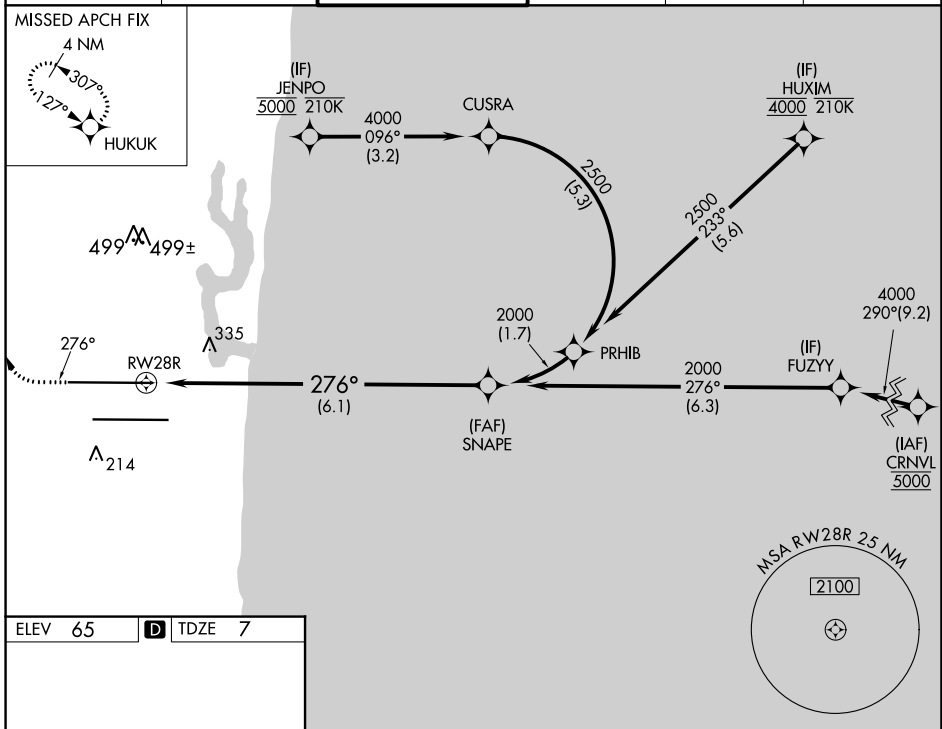 MISSED APCH FIX
4 NM
307°
127°
HUKUK
(IF)
JENPO
5000 210K
4000
096°
(3.2)
CUSRA
(IF)
HUXIM
4000 210K
2500
(5.3)
2500
233°
(5.6)
499 499±
335
276°
RW28R
276°
(6.1)
2000
(1.7)
PRHIB
(FAF)
SNAPE
2000
276°
(6.3)
(IF)
FUZYY
4000
290°(9.2)
(IAF)
CRNVL
5000
214
MSA RW28R 25 NM
2100
ELEV 65 D TDZE 7